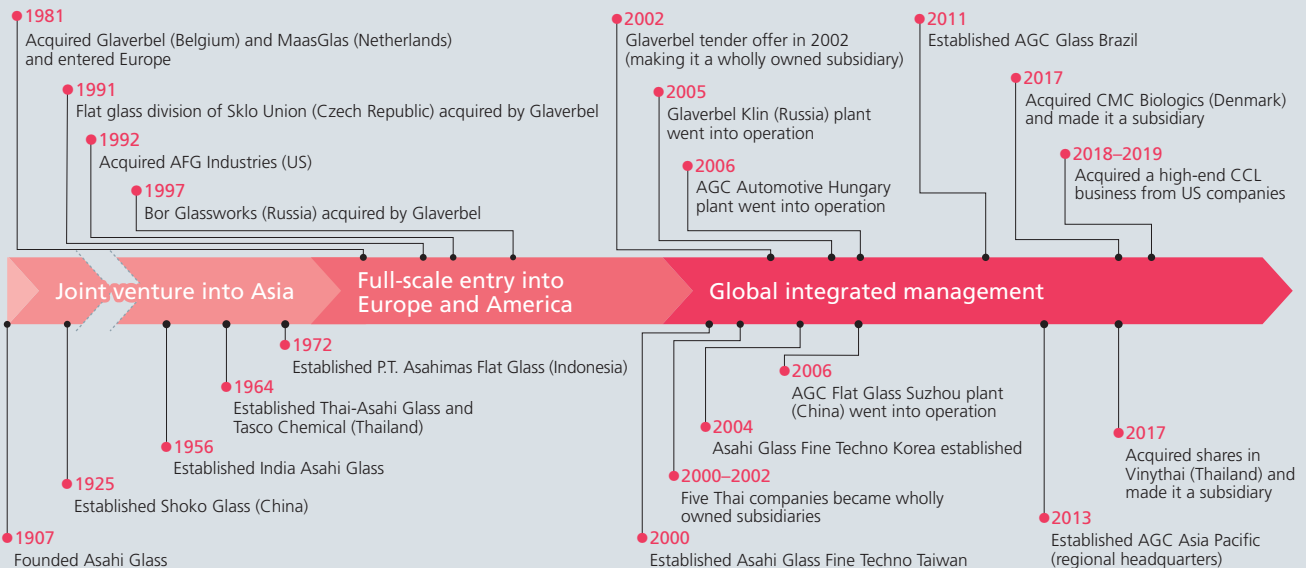 1981
Acquired Glaverbel (Belgium) and MaasGlas (Netherlands)
and entered Europe
1991
Flat glass division of Sklo Union (Czech Republic) acquired by Glaverbel
1992
Acquired AFG Industries (US)
1997
Bor Glassworks (Russia) acquired by Glaverbel
2002
Glaverbel tender offer in 2002
(making it a wholly owned subsidiary)
2005
Glaverbel Klin (Russia) plant
went into operation
2006
AGC Automotive Hungary
plant went into operation
2011
Established AGC Glass Brazil
2017
Acquired CMC Biologics (Denmark)
and made it a subsidiary
2018–2019
Acquired a high-end CCL
business from US companies
Joint venture into Asia
Full-scale entry into
Europe and America
Global integrated management
1972
Established P.T. Asahimas Flat Glass (Indonesia)
1964
Established Thai-Asahi Glass and
Tasco Chemical (Thailand)
1956
Established India Asahi Glass
1925
Established Shoko Glass (China)
1907
Founded Asahi Glass
2006
AGC Flat Glass Suzhou plant
(China) went into operation
2004
Asahi Glass Fine Techno Korea established
2000–2002
Five Thai companies became wholly
owned subsidiaries
2000
Established Asahi Glass Fine Techno Taiwan
2017
Acquired shares in
Vinythai (Thailand) and
made it a subsidiary
2013
Established AGC Asia Pacific
(regional headquarters)